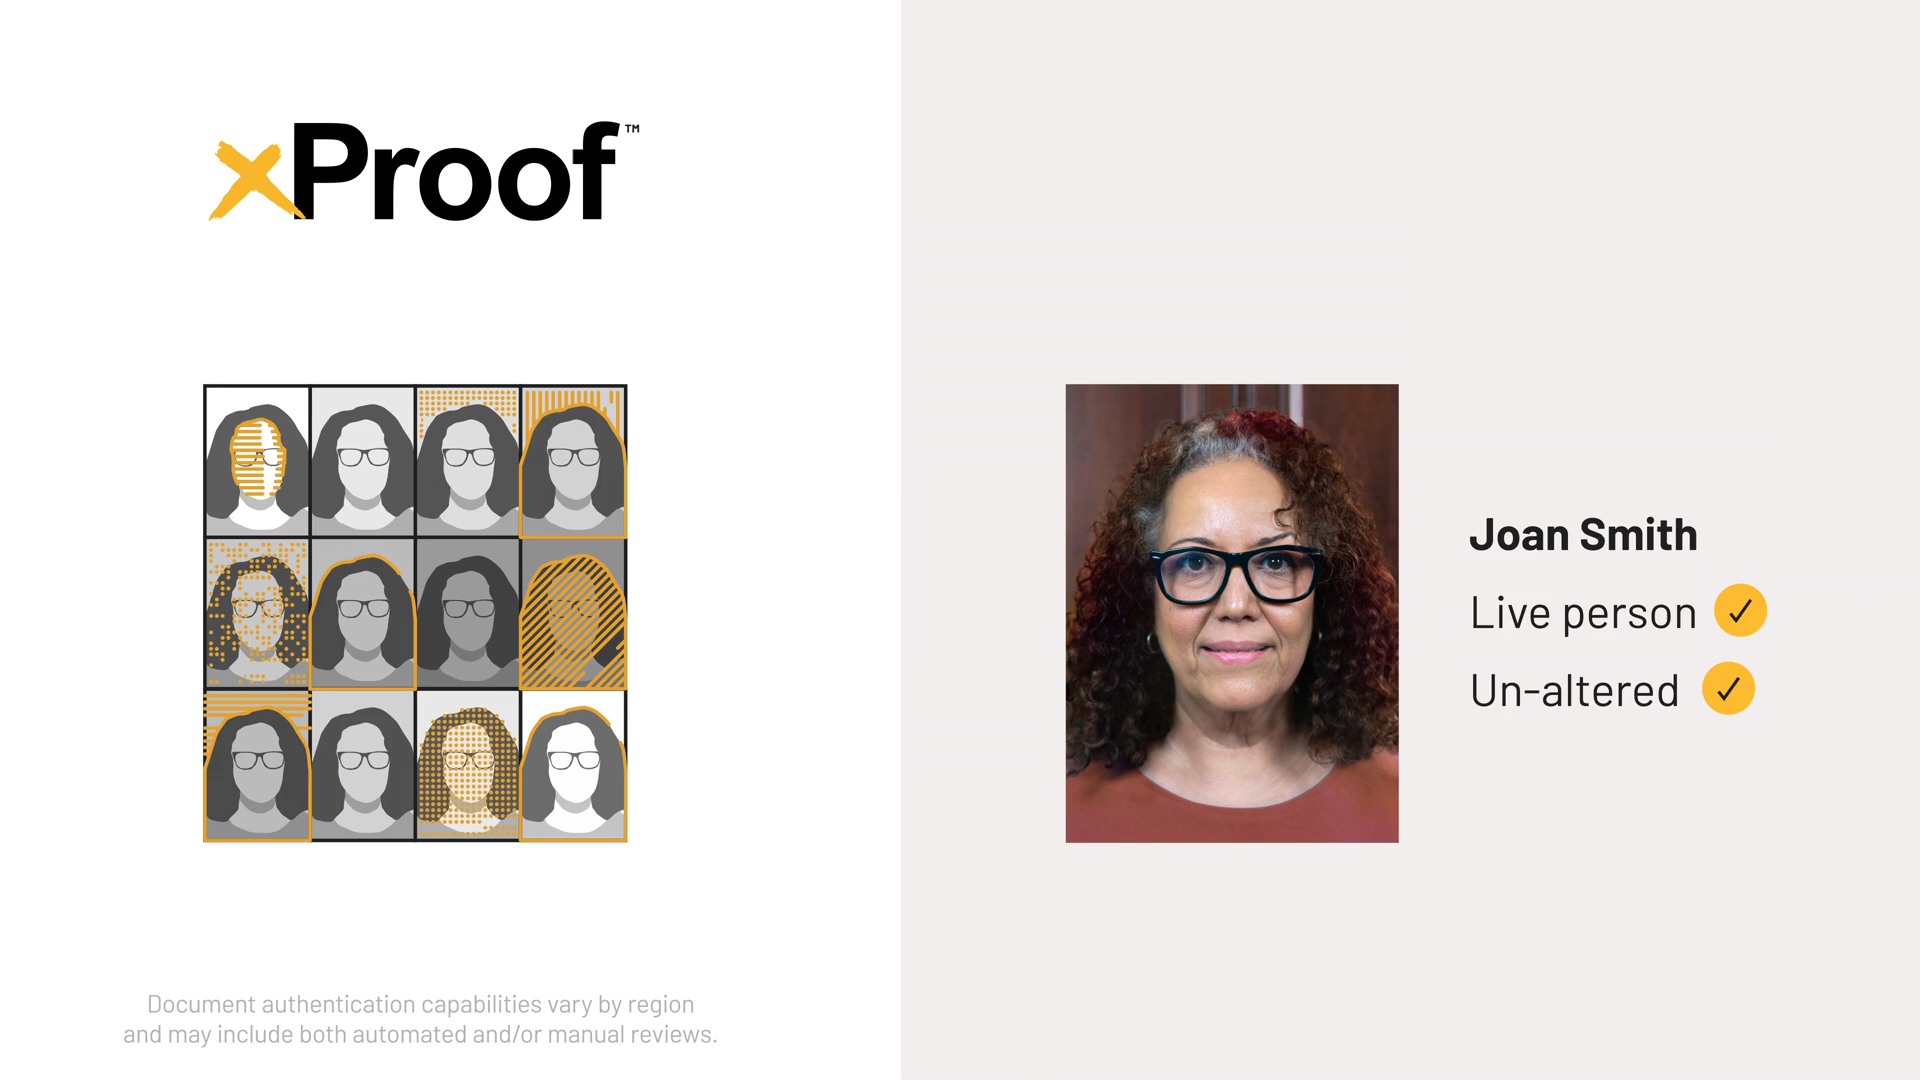 xProof™
Joan Smith
Live person
Un-altered
Document authentication capabilities vary by region
and may include both automated and/or manual reviews.